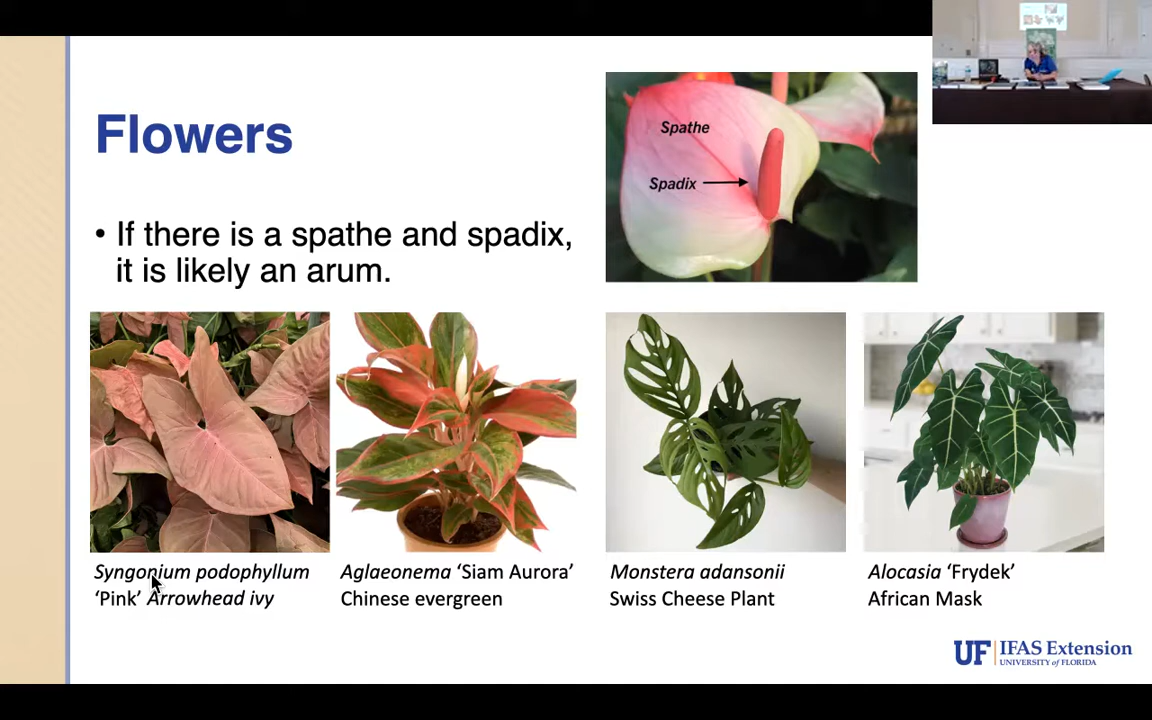 Flowers
• If there is a spathe and spadix,
it is likely an arum.
Spathe
Spadix
Syngonium podophyllum
‘Pink’ Arrowhead ivy
Aglaeonema ‘Siam Aurora’
Chinese evergreen
Monstera adansonii
Swiss Cheese Plant
Alocasia ‘Frydek’
African Mask
UF IFAS Extension
UNIVERSITY of FLORIDA